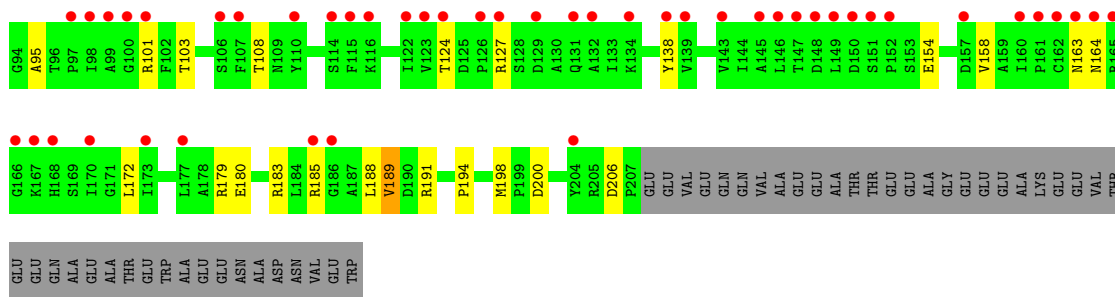 G94 A95 T96 P97 I98 A99 G100 R101 F102 T103 S106 F107 T108 N109 Y110 S114 F115 K116 I122 V123 T124 D125 P126 R127 S128 D129 A130 Q131 A132 I133 K134 Y138 V139 V143 I144 A145 L146 T147 D148 L149 D150 S151 P152 S153 E154 D157 V158 A159 I160 P161 C162 N163 N164 R165
G166 K167 H168 S169 I170 G171 L172 I173 L177 A178 R179 E180 R183 L184 R185 G186 A187 L188 V189 D190 R191 P194 M198 P199 D200 Y204 R205 D206 P207 GLU GLU VAL GLU GLN GLN VAL ALA GLU GLU ALA THR THR GLU GLU ALA GLY GLU GLU GLU ALA LYS GLU GLU VAL THR
GLU GLU GLN ALA GLU ALA THR GLU TRP ALA GLU GLU ASN ALA ASP ASN VAL GLU TRP